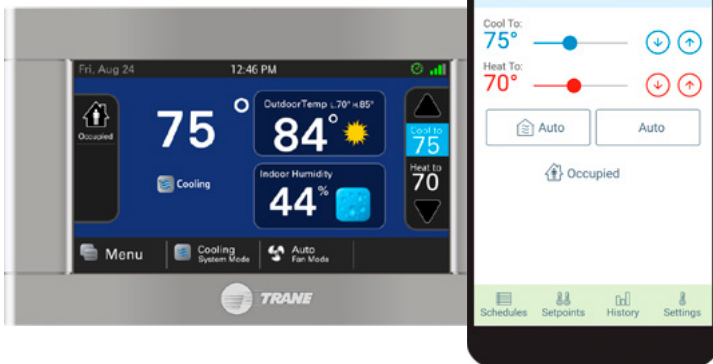 Fri, Aug 24
12:46 PM
Occupied
75°
Cooling
OutdoorTemp L70° H85°
84°
Indoor Humidity
44%
Cool to
75
Heat to
70
Menu
Cooling
System Mode
Auto
Fan Mode
TRANE
Cool To:
75°
Heat To:
70°
Auto
Auto
Occupied
Schedules
Setpoints
History
Settings